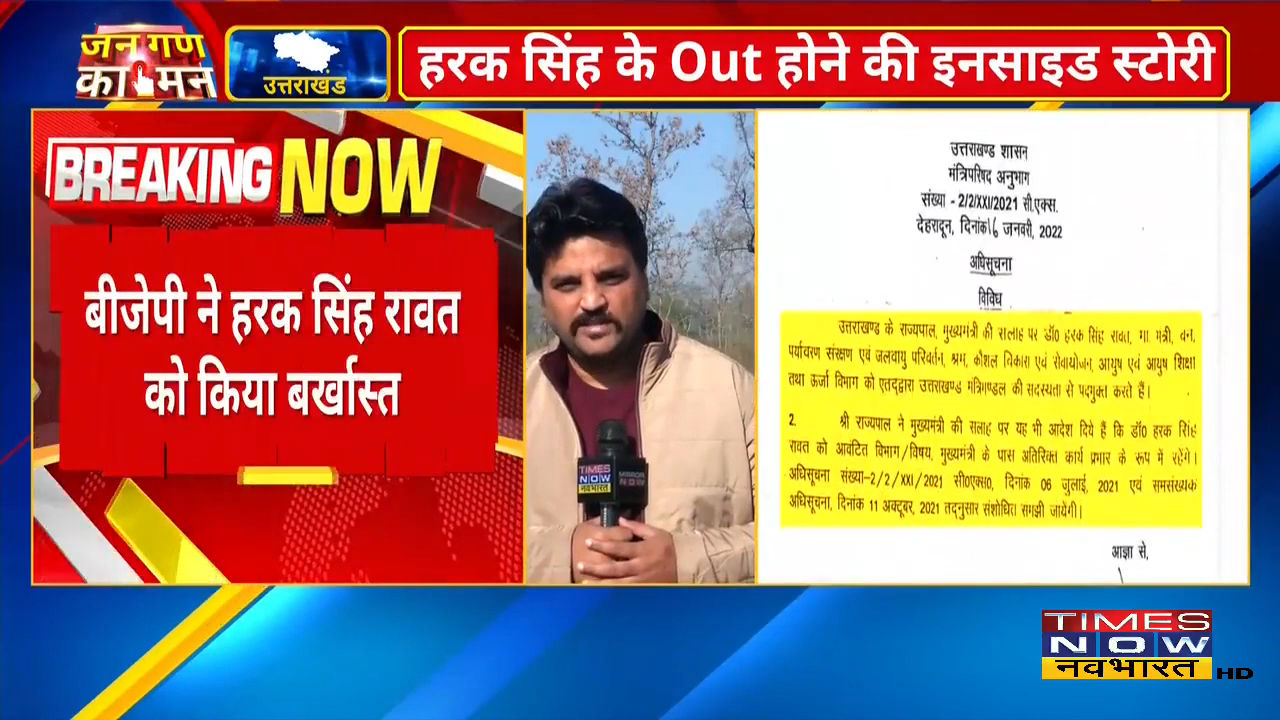 जन गण
का मन
उत्तराखंड
हरक सिंह के Out होने की इनसाइड स्टोरी
BREAKING NOW
बीजेपी ने हरक सिंह रावत
को किया बर्खास्त
TIMES
NOW
नवभारत
MIRROR
NOW
उत्तराखण्ड शासन
मंत्रिपरिषद अनुभाग
संख्या - 2/2/XXI/2021 सी.एक्स.
देहरादून, दिनांक 16 जनवरी, 2022
अधिसूचना
विविध
उत्तराखण्ड के राज्यपाल, मुख्यमंत्री की सलाह पर डॉ0 हरक सिंह रावत, मा0 मंत्री, वन,
पर्यावरण संरक्षण एवं जलवायु परिवर्तन, श्रम, कौशल विकास एवं सेवायोजन, आयुष एवं आयुष शिक्षा
तथा ऊर्जा विभाग को एतद्द्वारा उत्तराखण्ड मंत्रिमण्डल की सदस्यता से पदमुक्त करते हैं।
2. श्री राज्यपाल ने मुख्यमंत्री की सलाह पर यह भी आदेश दिये हैं कि डॉ0 हरक सिंह
रावत को आवंटित विभाग/विषय, मुख्यमंत्री के पास अतिरिक्त कार्य प्रभार के रूप में रहेंगे।
अधिसूचना संख्या-2/2/XXI/2021 सी0एक्स0, दिनांक 06 जुलाई, 2021 एवं समसंख्यक
अधिसूचना, दिनांक 11 अक्टूबर, 2021 तद्नुसार संशोधित समझी जायेंगी।
आज्ञा से,
TIMES
NOW
नवभारत HD